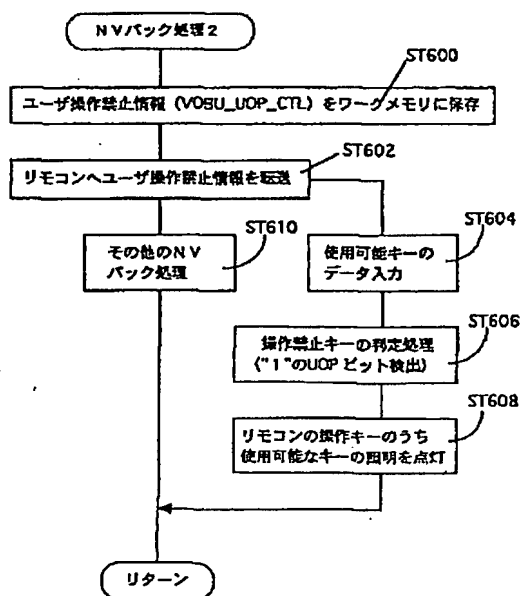 NVパック処理2
ST600
ユーザ操作禁止情報(VOBU_UOP_CTL)をワークメモリに保存
ST602
リモコンへユーザ操作禁止情報を転送
ST610
その他のNV
パック処理
ST604
使用可能キーの
データ入力
ST606
操作禁止キーの判定処理
("1"のUOPビット検出)
ST608
リモコンの操作キーのうち
使用可能なキーの照明を点灯
リターン